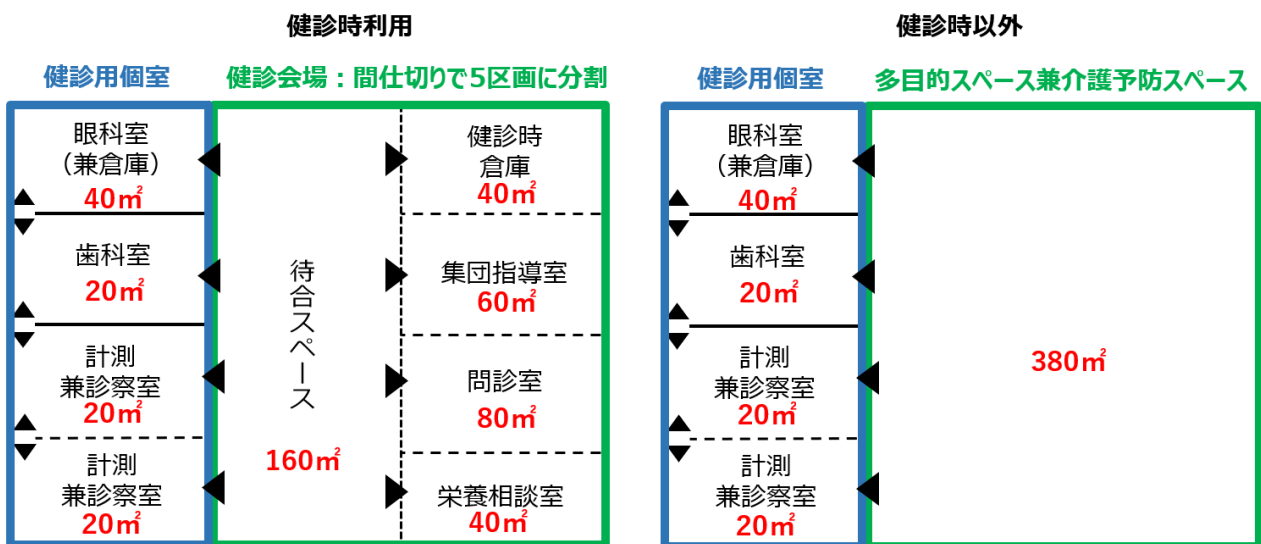 健診時利用
健診用個室
健診会場：間仕切りで5区画に分割
眼科室
（兼倉庫）
40㎡
歯科室
20㎡
計測
兼診察室
20㎡
計測
兼診察室
20㎡
待合スペース
160㎡
健診時
倉庫
40㎡
集団指導室
60㎡
問診室
80㎡
栄養相談室
40㎡
健診時以外
健診用個室
多目的スペース兼介護予防スペース
眼科室
（兼倉庫）
40㎡
歯科室
20㎡
計測
兼診察室
20㎡
計測
兼診察室
20㎡
380㎡